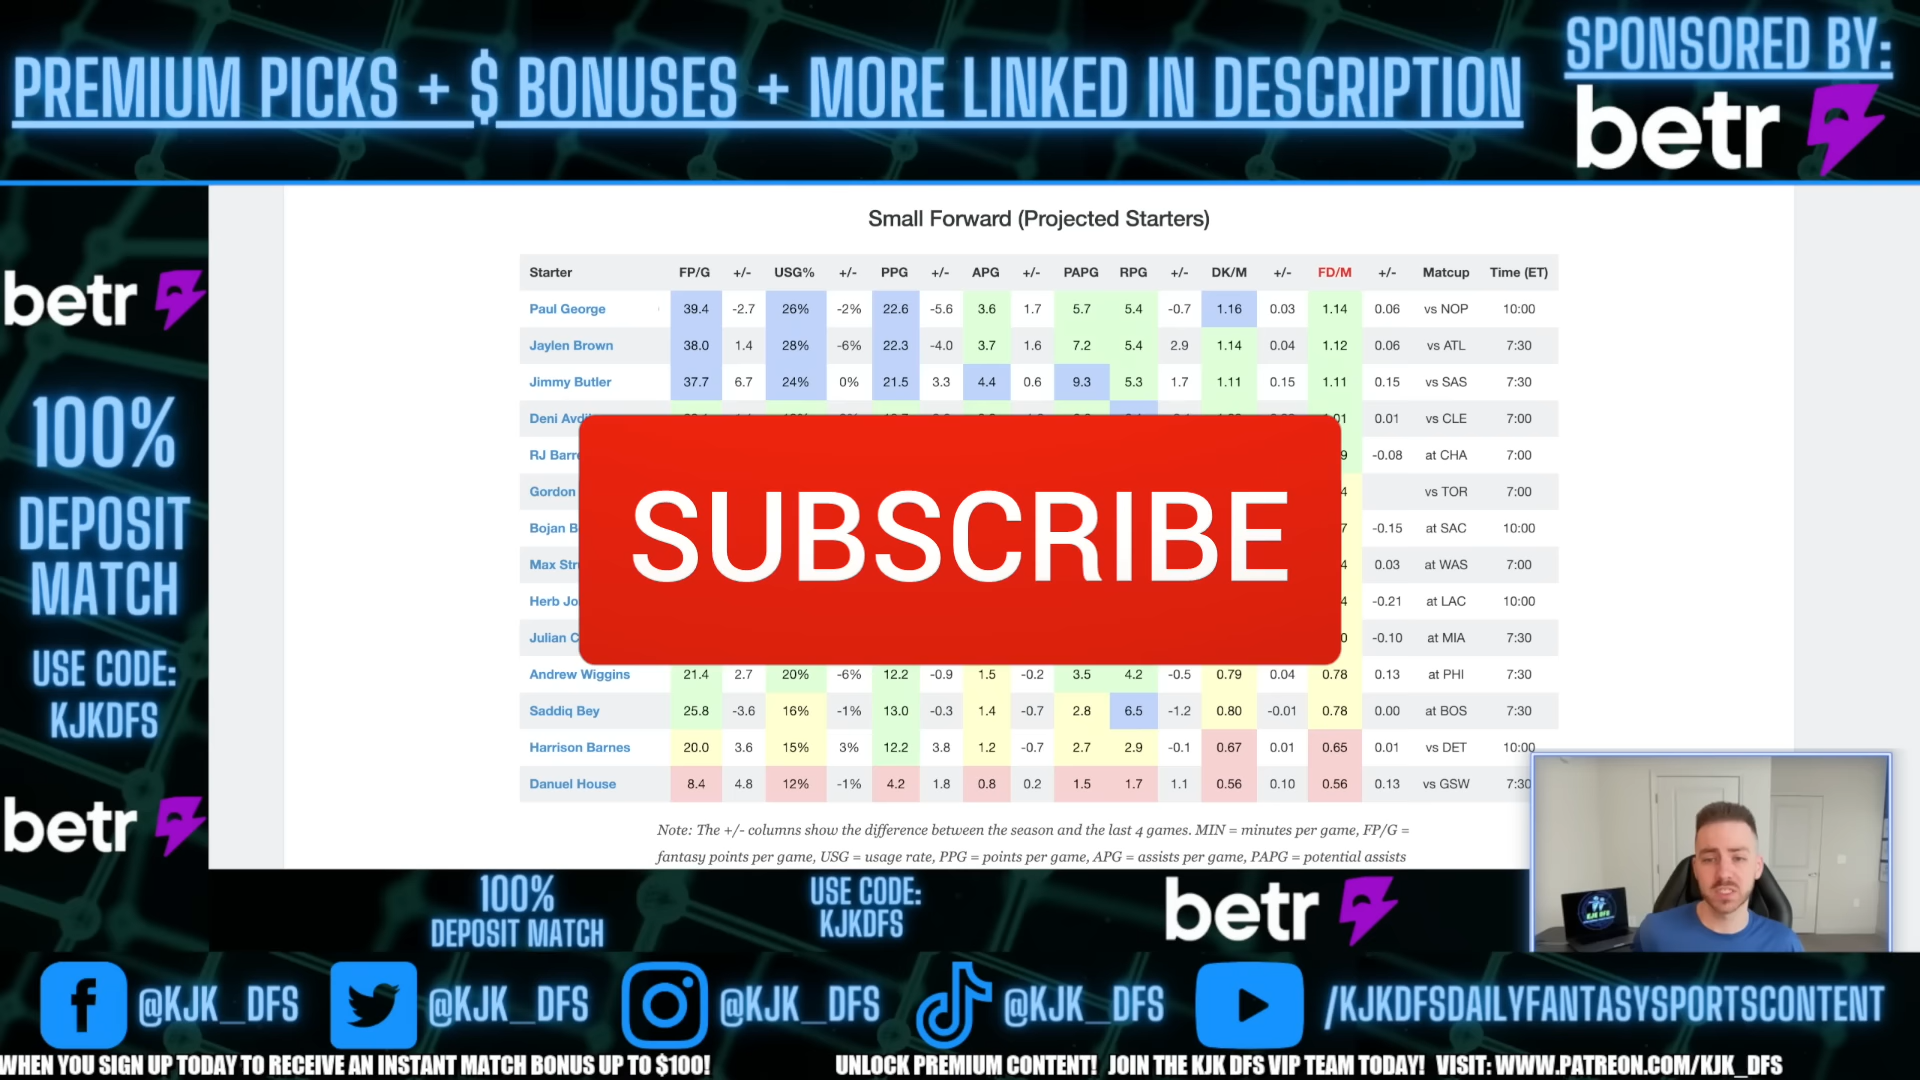 PREMIUM PICKS + $ BONUSES + MORE LINKED IN DESCRIPTION
SPONSORED BY:
betr
betr
100%
DEPOSIT
MATCH
USE CODE:
KJKDFS
betr
Small Forward (Projected Starters)
Starter FP/G +/- USG% +/- PPG +/- APG +/- PAPG RPG +/- DK/M +/- FD/M +/- Matcup Time (ET)
Paul George 39.4 -2.7 26% -2% 22.6 -5.6 3.6 1.7 5.7 5.4 -0.7 1.16 0.03 1.14 0.06 vs NOP 10:00
Jaylen Brown 38.0 1.4 28% -6% 22.3 -4.0 3.7 1.6 7.2 5.4 2.9 1.14 0.04 1.12 0.06 vs ATL 7:30
Jimmy Butler 37.7 6.7 24% 0% 21.5 3.3 4.4 0.6 9.3 5.3 1.7 1.11 0.15 1.11 0.15 vs SAS 7:30
Deni 0.01 vs CLE 7:00
RJ -0.08 at CHA 7:00
Gordon vs TOR 7:00
Bojan -0.15 at SAC 10:00
Max 0.03 at WAS 7:00
Herb -0.21 at LAC 10:00
Julian -0.10 at MIA 7:30
SUBSCRIBE
Andrew Wiggins 21.4 2.7 20% -6% 12.2 -0.9 1.5 -0.2 3.5 4.2 -0.5 0.79 0.04 0.78 0.13 at PHI 7:30
Saddiq Bey 25.8 -3.6 16% -1% 13.0 -0.3 1.4 -0.7 2.8 6.5 -1.2 0.80 -0.01 0.78 0.00 at BOS 7:30
Harrison Barnes 20.0 3.6 15% 3% 12.2 3.8 1.2 -0.7 2.7 2.9 -0.1 0.67 0.01 0.65 0.01 vs DET 10:00
Danuel House 8.4 4.8 12% -1% 4.2 1.8 0.8 0.2 1.5 1.7 1.1 0.56 0.10 0.56 0.13 vs GSW 7:30
Note: The +/- columns show the difference between the season and the last 4 games. MIN = minutes per game, FP/G =
fantasy points per game, USG = usage rate, PPG = points per game, APG = assists per game, PAPG = potential assists
100%
DEPOSIT MATCH
USE CODE:
KJKDFS
betr
KJK DFS
@KJK_DFS @KJK_DFS @KJK_DFS @KJK_DFS /KJKDFSDAILYFANTASYSPORTSCONTENT
WHEN YOU SIGN UP TODAY TO RECEIVE AN INSTANT MATCH BONUS UP TO $100! UNLOCK PREMIUM CONTENT! JOIN THE KJK DFS VIP TEAM TODAY! VISIT: WWW.PATREON.COM/KJK_DFS